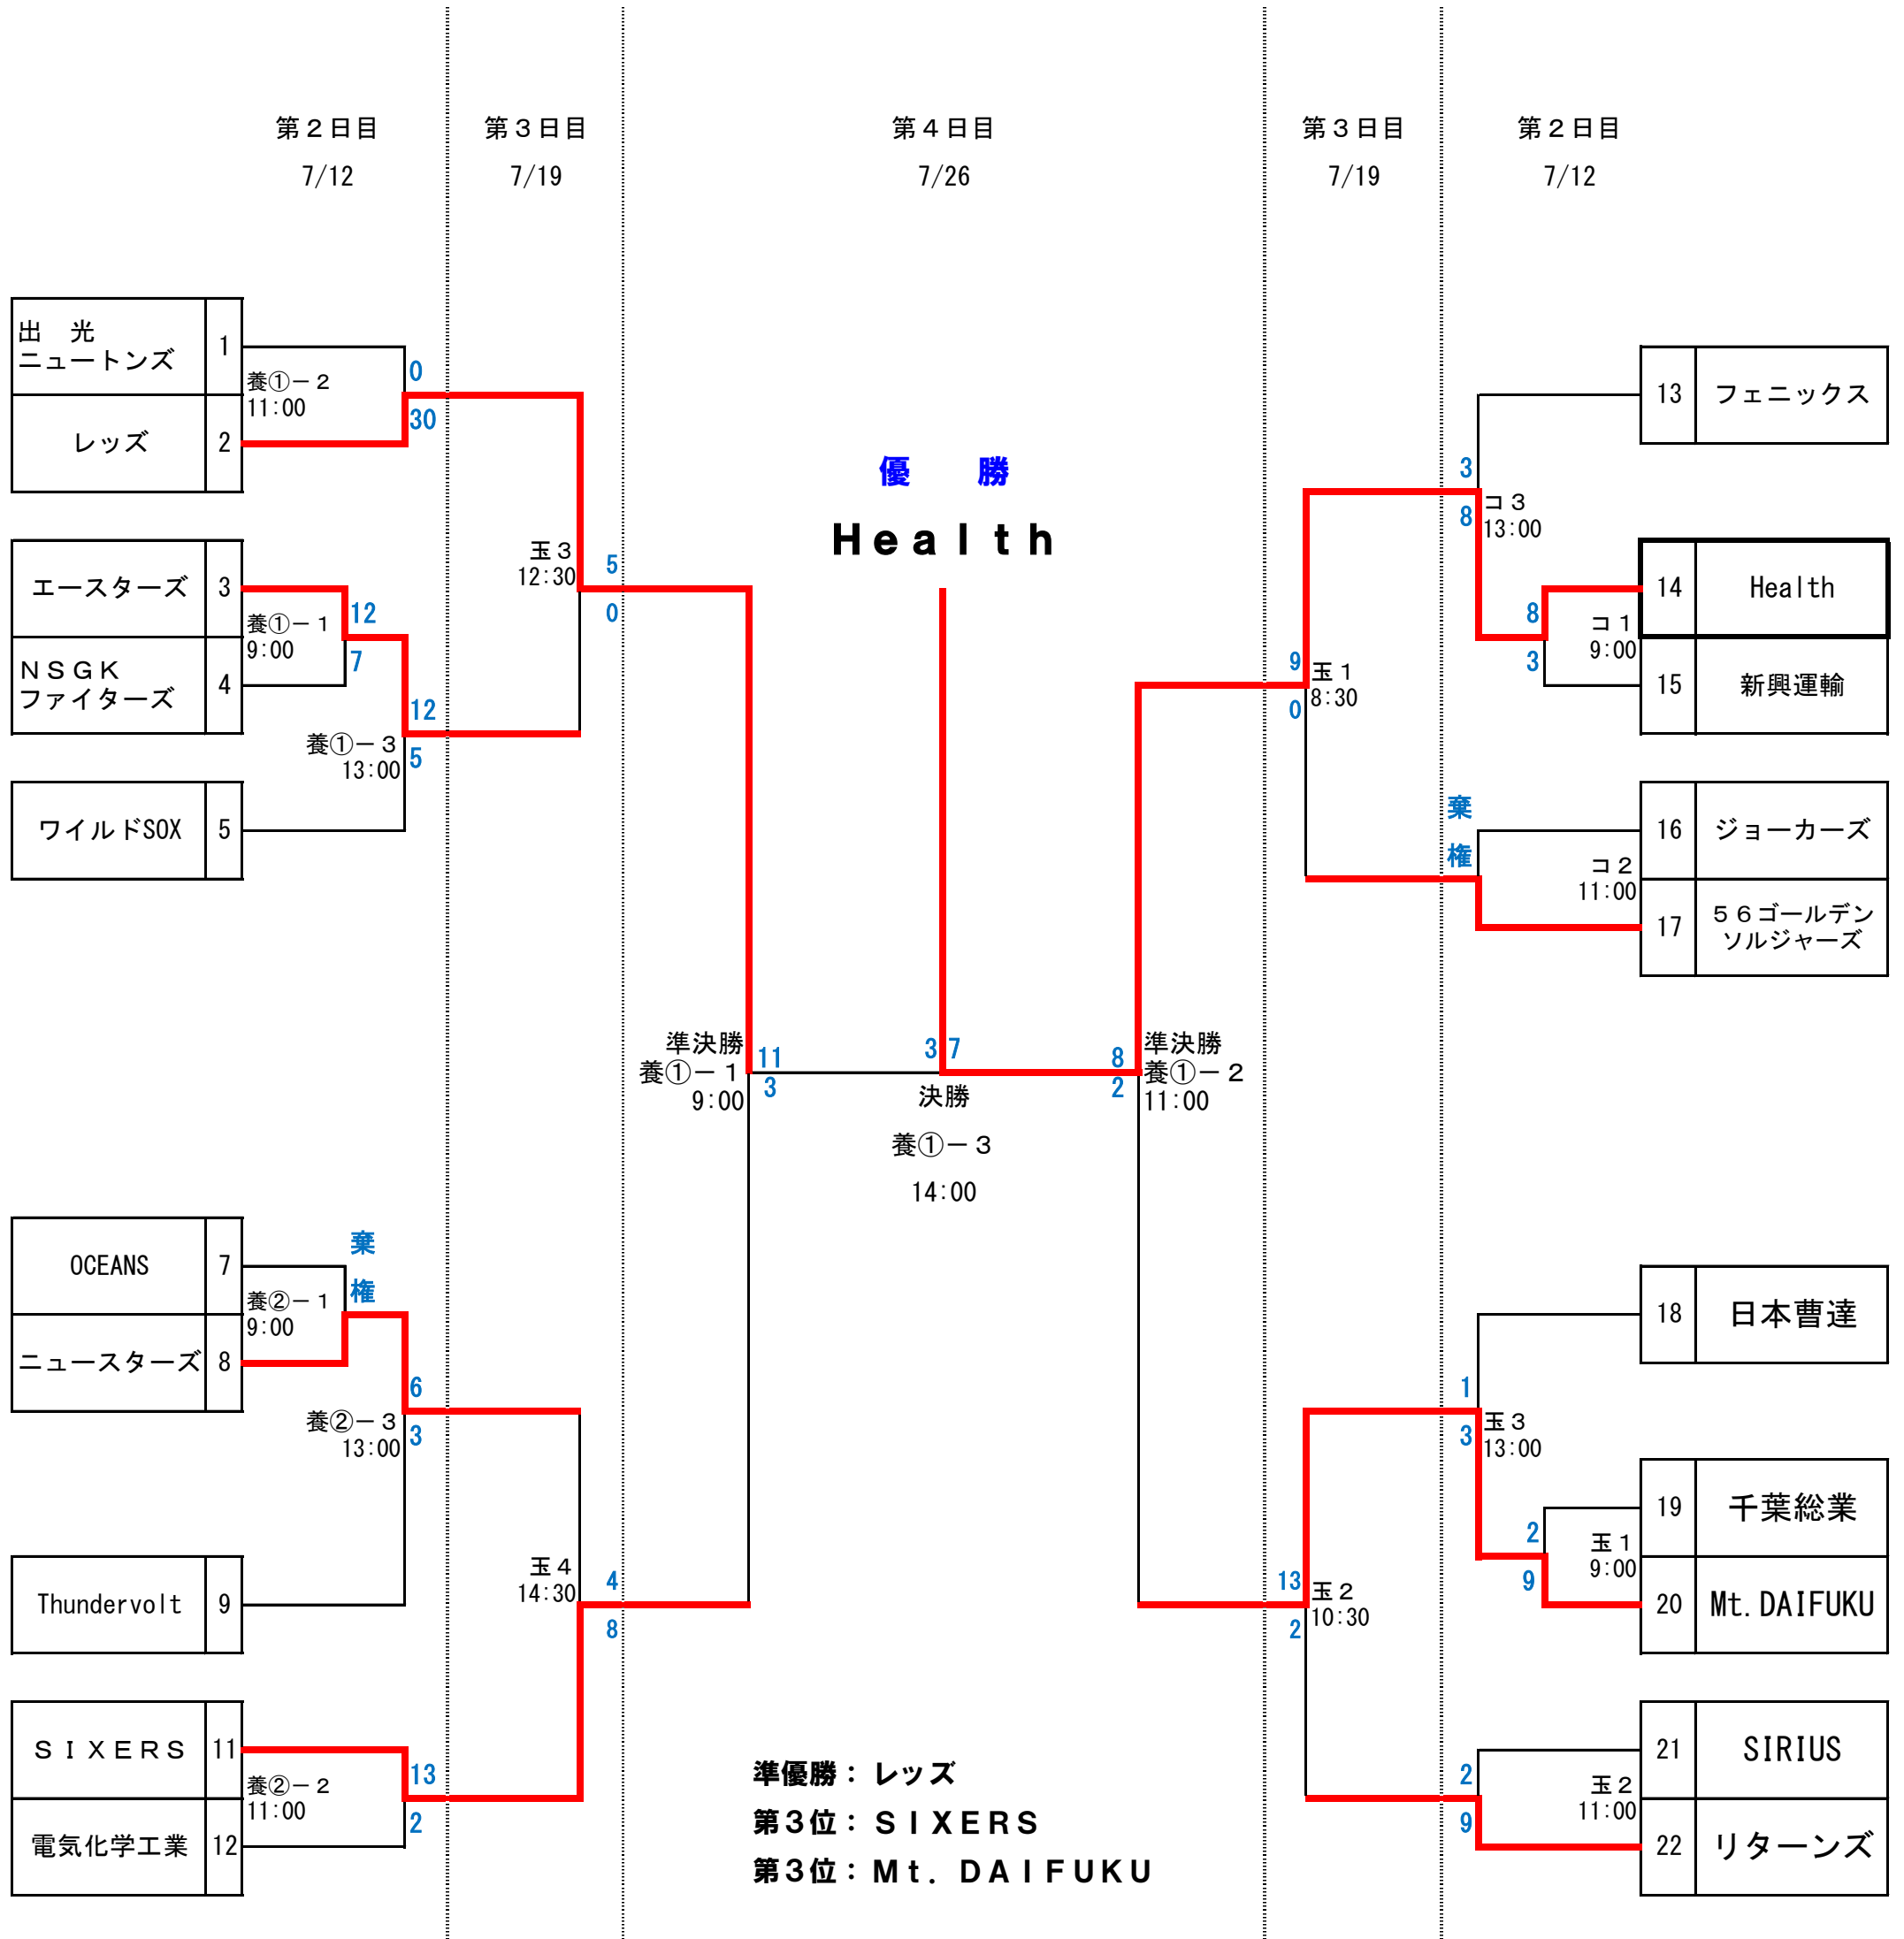 第２日目
第３日目
第４日目
第３日目
第２日目
7/12
7/19
7/26
7/19
7/12
出　光
ニュートンズ
1
養①－２
11:00
0
30
レッズ
2
エースターズ
3
養①－１
9:00
12
7
ＮＳＧＫ
ファイターズ
4
12
5
養①－３
13:00
ワイルドSOX
5
玉３
12:30
5
0
OCEANS
7
棄
権
養②－１
9:00
ニュースターズ
8
6
3
養②－３
13:00
Thundervolt
9
玉４
14:30
4
8
ＳＩＸＥＲＳ
11
養②－２
11:00
13
2
電気化学工業
12
優　勝
Ｈｅａｌｔｈ
準決勝
養①－１
9:00
11
3
3
7
決勝
養①－３
14:00
8
2
準決勝
養①－２
11:00
準優勝：レッズ
第３位：ＳＩＸＥＲＳ
第３位：Ｍｔ．ＤＡＩＦＵＫＵ
13
フェニックス
3
8
コ３
13:00
14
Health
8
3
コ１
9:00
15
新興運輸
9
0
玉１
8:30
棄
権
16
ジョーカーズ
コ２
11:00
17
５６ゴールデン
ソルジャーズ
18
日本曹達
1
3
玉３
13:00
19
千葉総業
2
9
玉１
9:00
20
Mt.DAIFUKU
13
2
玉２
10:30
21
SIRIUS
2
9
玉２
11:00
22
リターンズ